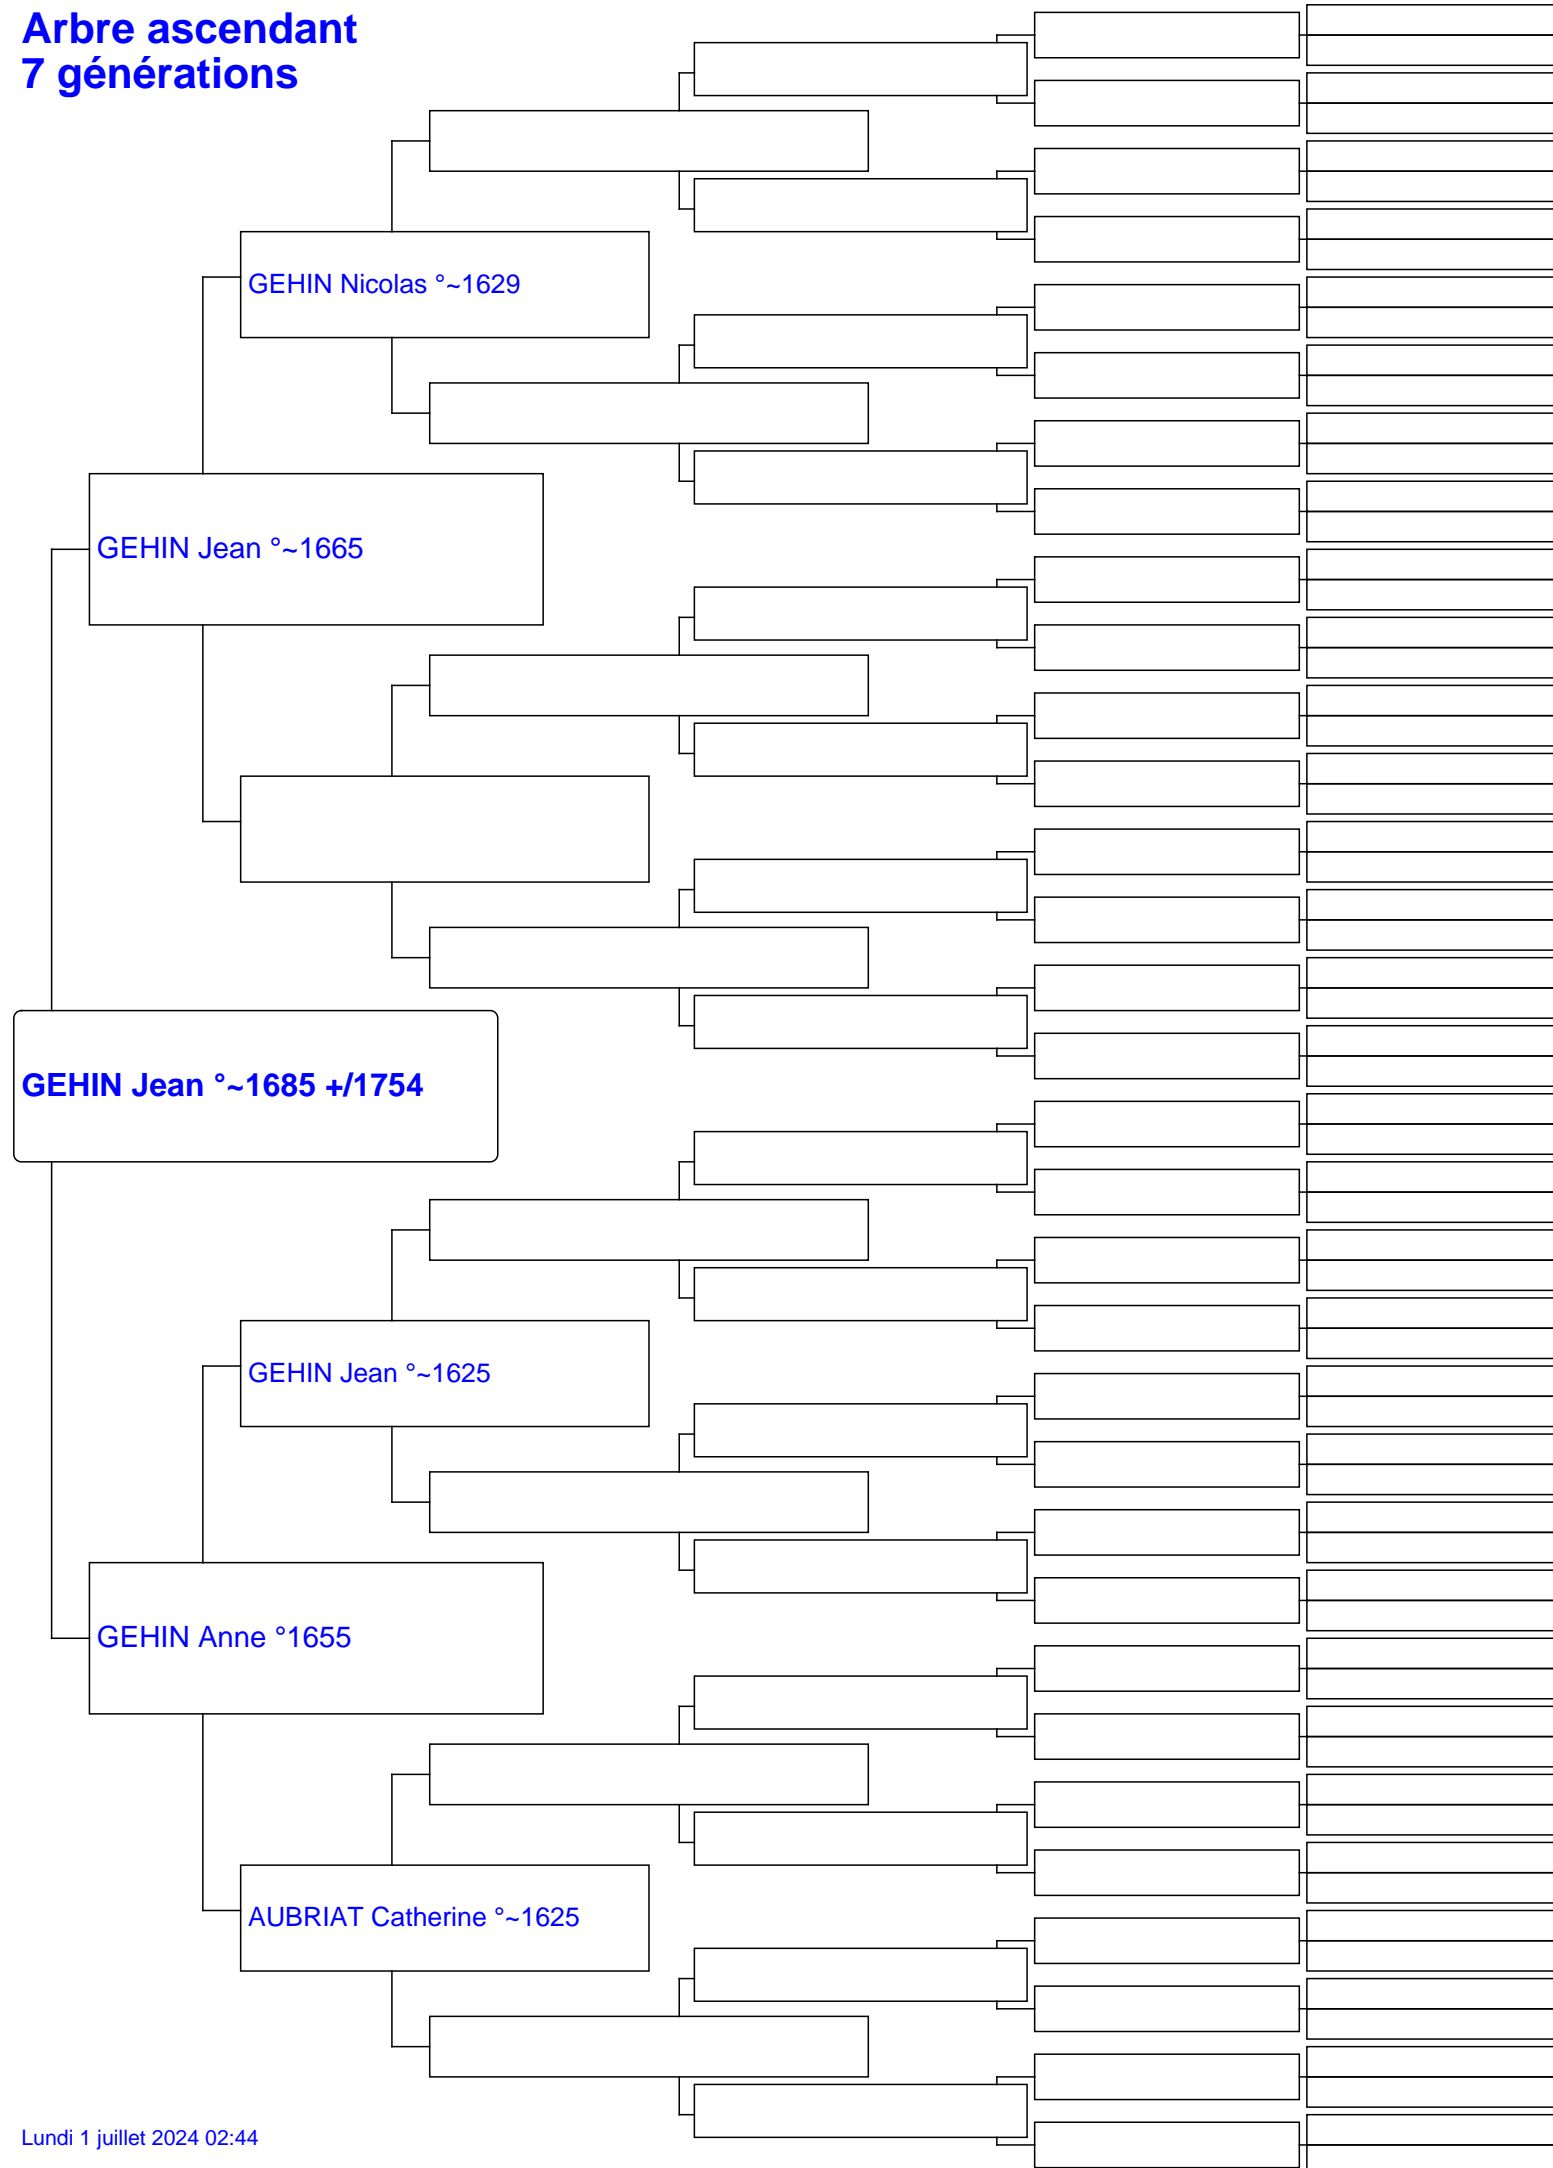 Arbre ascendant
7 générations
GEHIN Nicolas °~1629
GEHIN Jean °~1665
GEHIN Jean °~1685 +/1754
GEHIN Jean °~1625
GEHIN Anne °1655
AUBRIAT Catherine °~1625
Lundi 1 juillet 2024 02:44